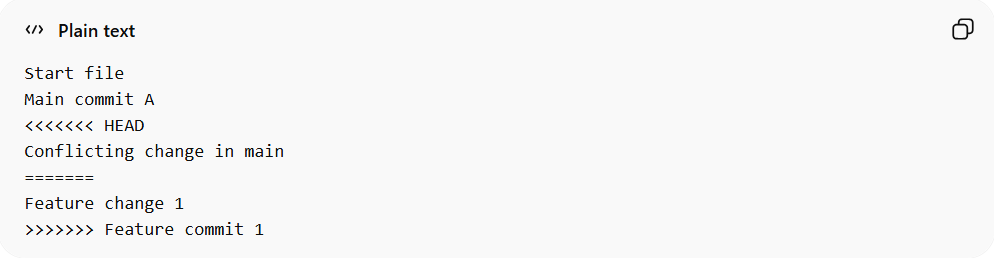 Plain text
Start file
Main commit A
<<<<<<< HEAD
Conflicting change in main
=======
Feature change 1
>>>>>>> Feature commit 1